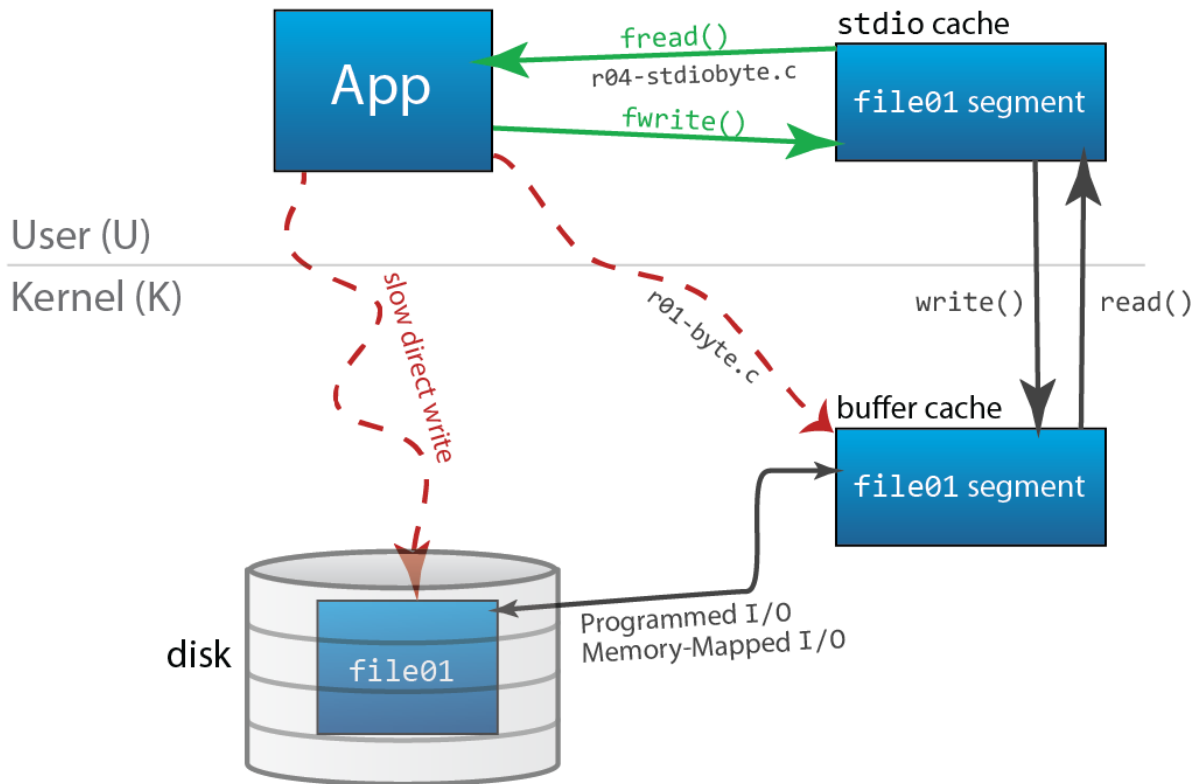 stdio cache
fread()
App
r04-stdiobyte.c
file01 segment
fwrite()
User (U)
Kernel (K)
slow direct write
r01-byte.c
write()
read()
buffer cache
file01 segment
Programmed I/O
Memory-Mapped I/O
disk
file01